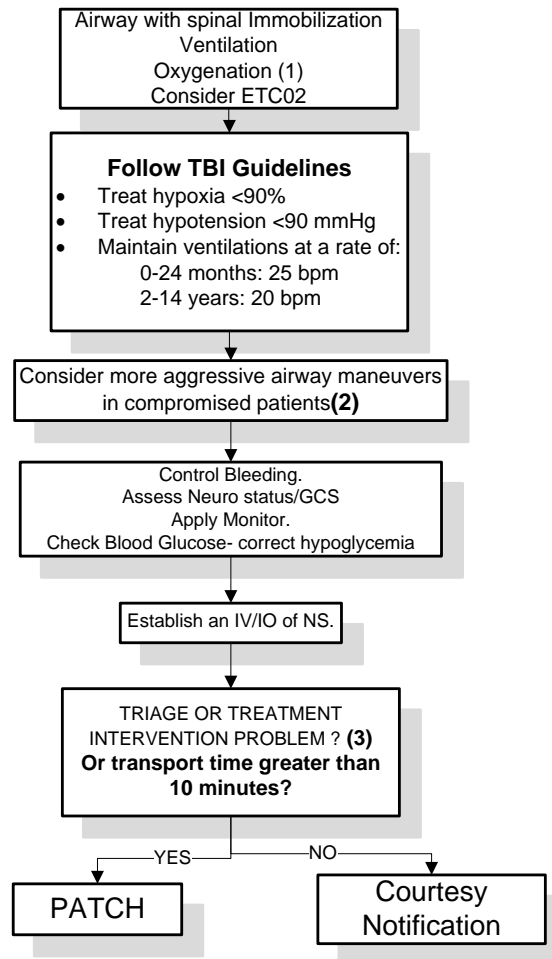 Airway with spinal Immobilization
Ventilation
Oxygenation (1)
Consider ETC02
Follow TBI Guidelines
• Treat hypoxia <90%
• Treat hypotension <90 mmHg
• Maintain ventilations at a rate of:
0-24 months: 25 bpm
2-14 years: 20 bpm
Consider more aggressive airway maneuvers
in compromised patients(2)
Control Bleeding.
Assess Neuro status/GCS
Apply Monitor.
Check Blood Glucose- correct hypoglycemia
Establish an IV/IO of NS.
TRIAGE OR TREATMENT
INTERVENTION PROBLEM ? (3)
Or transport time greater than
10 minutes?
YES
NO
PATCH
Courtesy
Notification